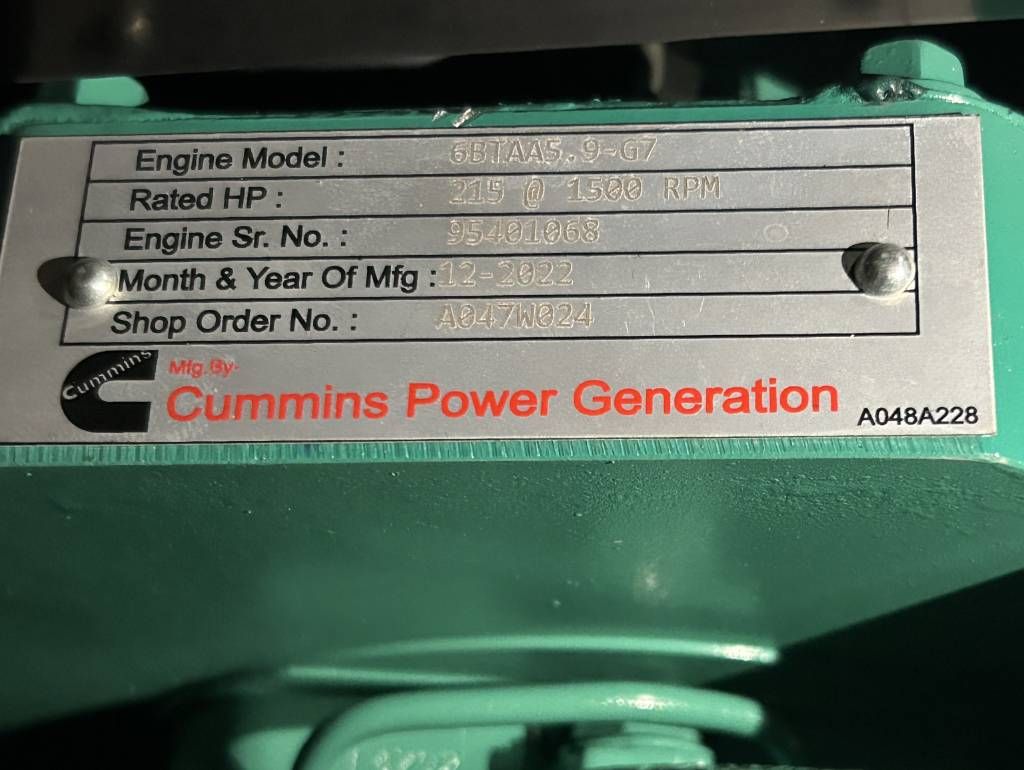 Engine Model : 6BTAA5.9-G7
Rated HP : 215 @ 1500 RPM
Engine Sr. No. : 95401068
Month & Year Of Mfg : 12-2022
Shop Order No. : A047W024
Cummins
Mfg.By-
Cummins Power Generation
A048A228